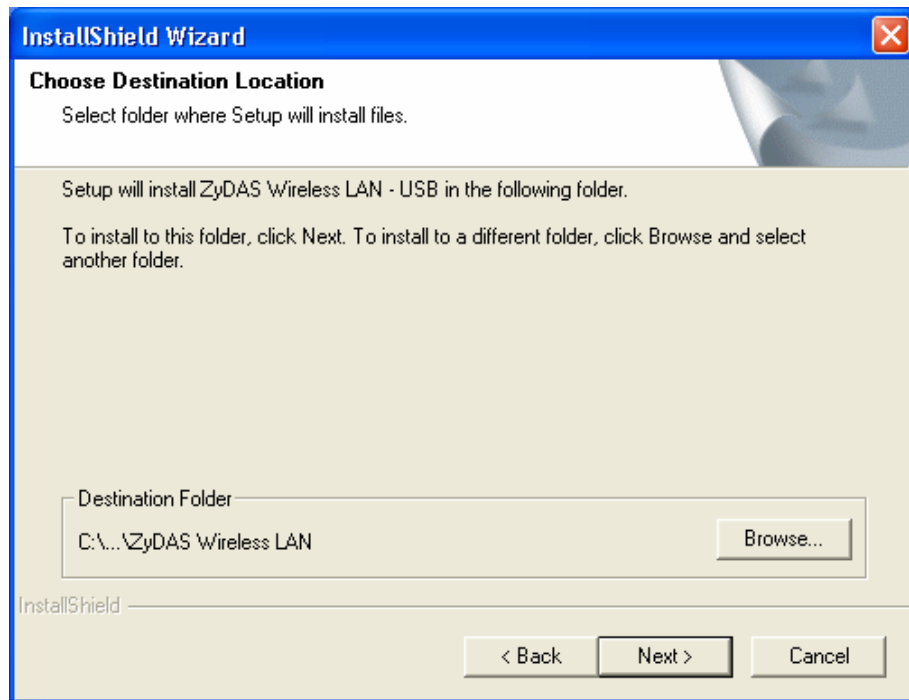 InstallShield Wizard
Choose Destination Location
Select folder where Setup will install files.
Setup will install ZyDAS Wireless LAN - USB in the following folder.
To install to this folder, click Next. To install to a different folder, click Browse and select
another folder.
Destination Folder
C:\...\ZyDAS Wireless LAN
Browse...
InstallShield
< Back
Next >
Cancel